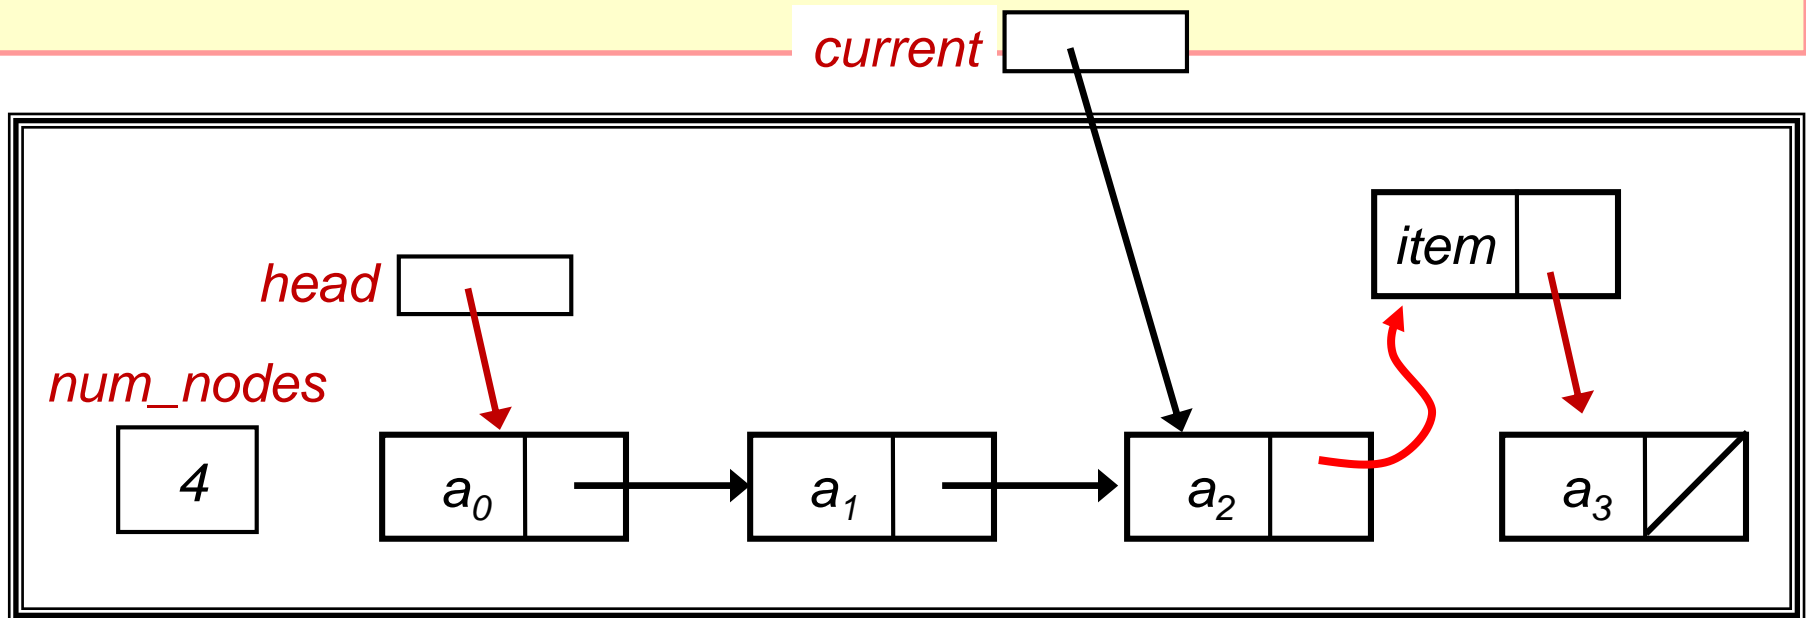 current
item
head
num_nodes
4
a0
a1
a2
a3